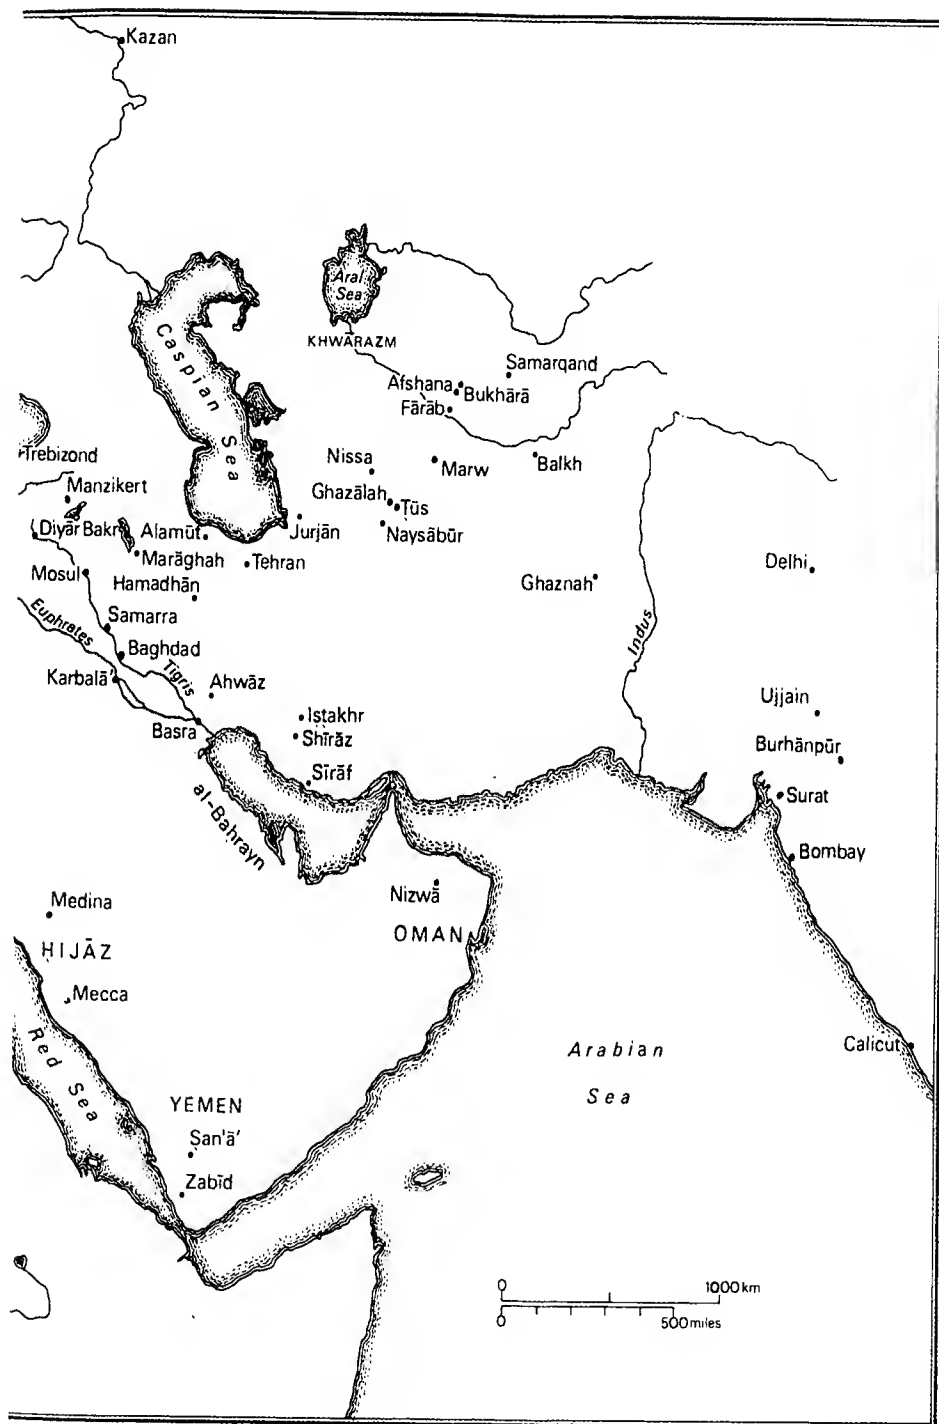 Kazan
Aral
Sea
KHWĀRAZM
Caspian Sea
Samarqand
Afshana
Bukhārā
Fārāb
Trebizond
Nissa
Marw
Balkh
Manzikert
Ghazālah
Ṭūs
Diyār Bakr
Alamūt
Jurjān
Naysābūr
Marāghah
Tehran
Delhi
Mosul
Hamadhān
Ghaznah
Euphrates
Samarra
Indus
Baghdad
Tigris
Karbalā'
Ahwāz
Ujjain
Basra
Iṣṭakhr
Shīrāz
Burhānpūr
Sīrāf
Surat
al-Bahrayn
Bombay
Nizwā
Medina
OMAN
HIJĀZ
Mecca
Red Sea
Arabian
Sea
Calicut
YEMEN
Ṣan'ā'
Zabīd
0 1000 km
0 500 miles